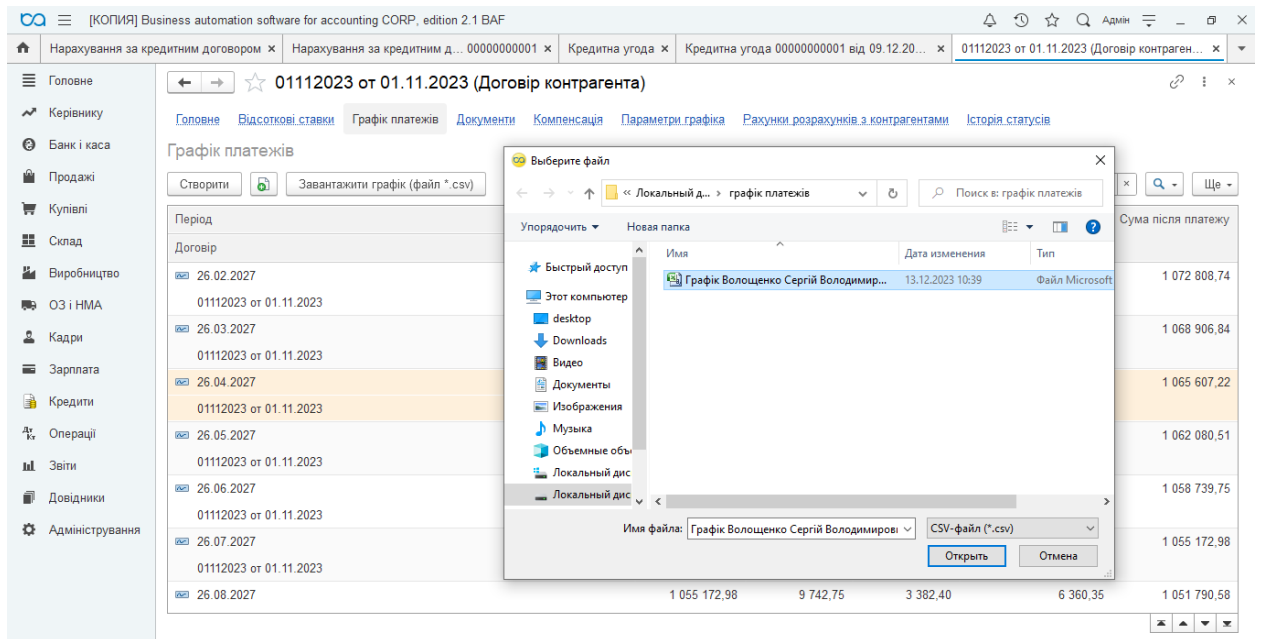 [КОПИЯ] Business automation software for accounting CORP, edition 2.1 BAF
Адмін
Нарахування за кредитним договором ×
Нарахування за кредитним д... 00000000001 ×
Кредитна угода ×
Кредитна угода 00000000001 від 09.12.20... ×
01112023 от 01.11.2023 (Договір контраген... ×
Головне
Керівнику
Банк і каса
Продажі
Купівлі
Склад
Виробництво
ОЗ і НМА
Кадри
Зарплата
Кредити
Операції
Звіти
Довідники
Адміністрування
01112023 от 01.11.2023 (Договір контрагента)
Головне Відсоткові ставки Графік платежів Документи Компенсація Параметри графіка Рахунки розрахунків з контрагентами Історія статусів
Графік платежів
Створити
Завантажити графік (файл *.csv)
Ще
Період
Сума після платежу
Договір
26.02.2027 1 072 808,74
01112023 от 01.11.2023
26.03.2027 1 068 906,84
01112023 от 01.11.2023
26.04.2027 1 065 607,22
01112023 от 01.11.2023
26.05.2027 1 062 080,51
01112023 от 01.11.2023
26.06.2027 1 058 739,75
01112023 от 01.11.2023
26.07.2027 1 055 172,98
01112023 от 01.11.2023
26.08.2027 1 055 172,98 9 742,75 3 382,40 6 360,35 1 051 790,58
Выберите файл
« Локальный д... › графік платежів
Поиск в: графік платежів
Упорядочить Новая папка
Быстрый доступ
Этот компьютер
desktop
Downloads
Видео
Документы
Изображения
Музыка
Объемные объ
Локальный дис
Локальный дис
Имя Дата изменения Тип
Графік Волощенко Сергій Володимир... 13.12.2023 10:39 Файл Microsoft
Имя файла: Графік Волощенко Сергій Володимирові
CSV-файл (*.csv)
Открыть
Отмена